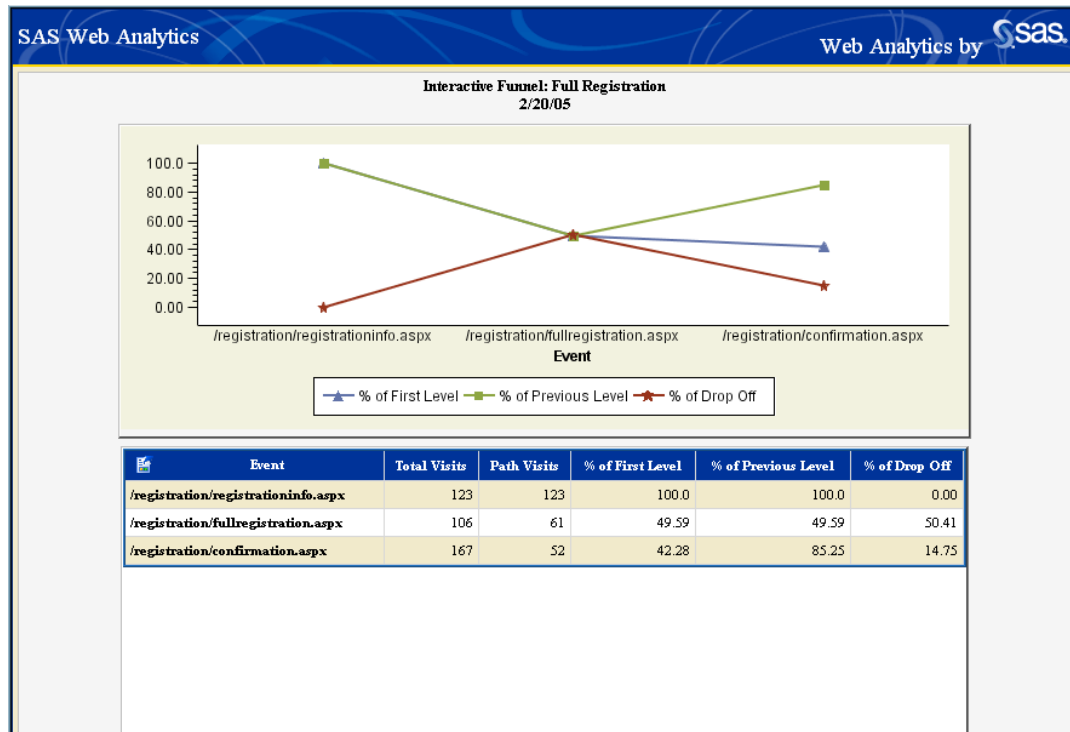 SAS Web Analytics
Web Analytics by sas.
Interactive Funnel: Full Registration
2/20/05
100.0
80.00
60.00
40.00
20.00
0.00
/registration/registrationinfo.aspx /registration/fullregistration.aspx /registration/confirmation.aspx
Event
% of First Level % of Previous Level % of Drop Off
Event Total Visits Path Visits % of First Level % of Previous Level % of Drop Off
/registration/registrationinfo.aspx 123 123 100.0 100.0 0.00
/registration/fullregistration.aspx 106 61 49.59 49.59 50.41
/registration/confirmation.aspx 167 52 42.28 85.25 14.75